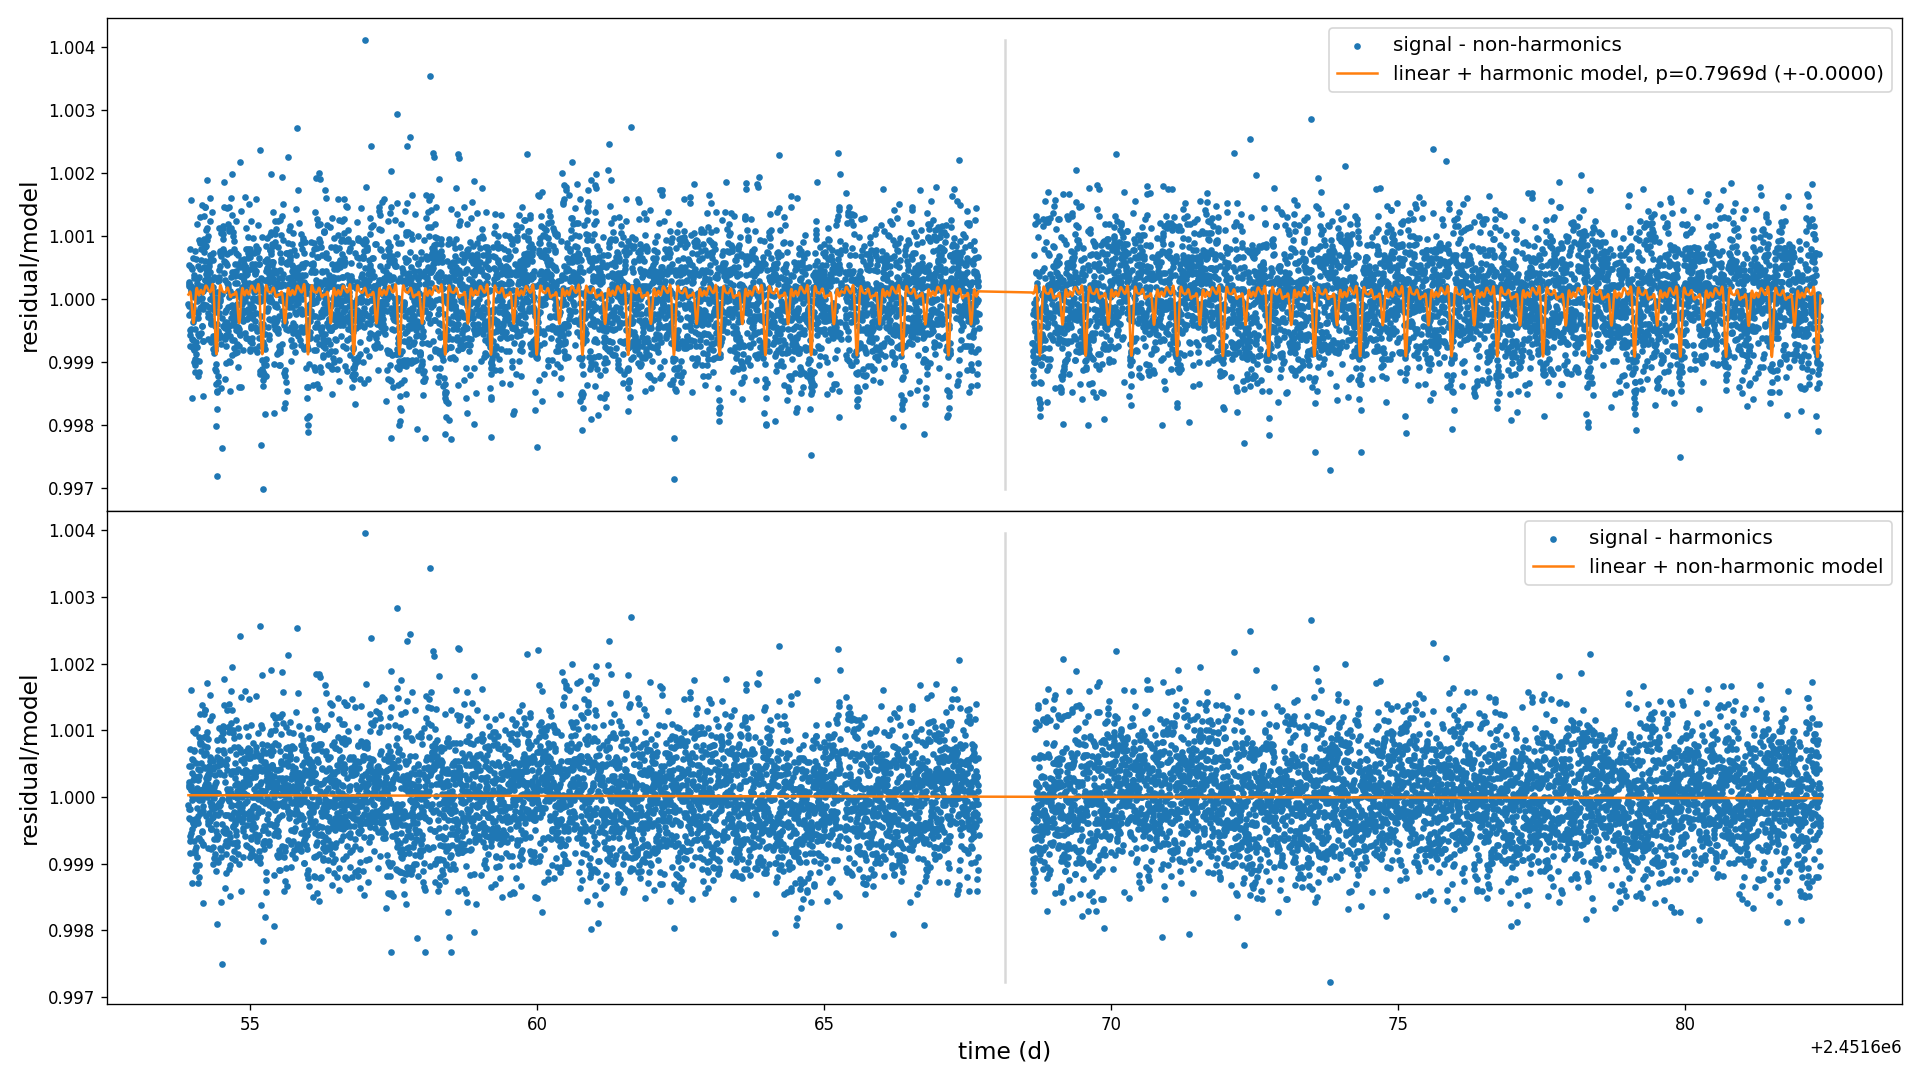 1.004
1.003
1.002
1.001
1.000
0.999
0.998
0.997
residual/model
signal - non-harmonics
linear + harmonic model, p=0.7969d (+-0.0000)
1.004
1.003
1.002
1.001
1.000
0.999
0.998
0.997
residual/model
signal - harmonics
linear + non-harmonic model
55
60
65
70
75
80
time (d)
+2.4516e6